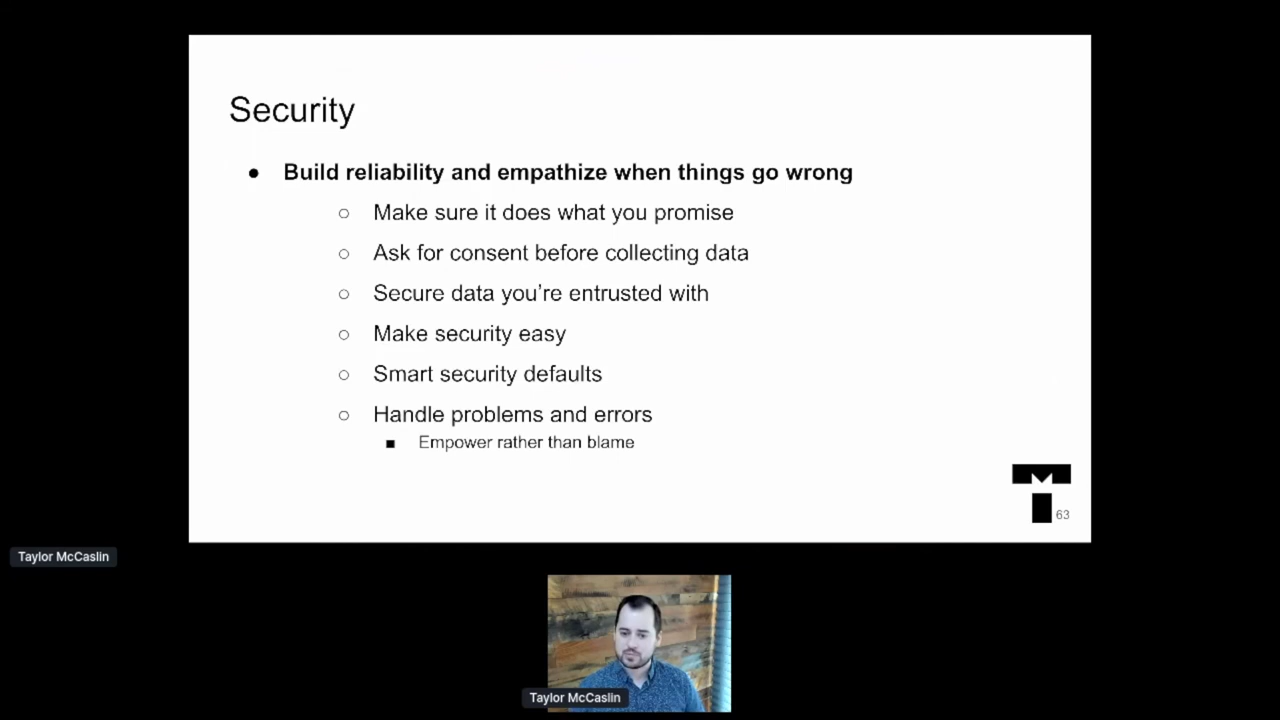 Security
● Build reliability and empathize when things go wrong
○ Make sure it does what you promise
○ Ask for consent before collecting data
○ Secure data you’re entrusted with
○ Make security easy
○ Smart security defaults
○ Handle problems and errors
■ Empower rather than blame
63
Taylor McCaslin
Taylor McCaslin